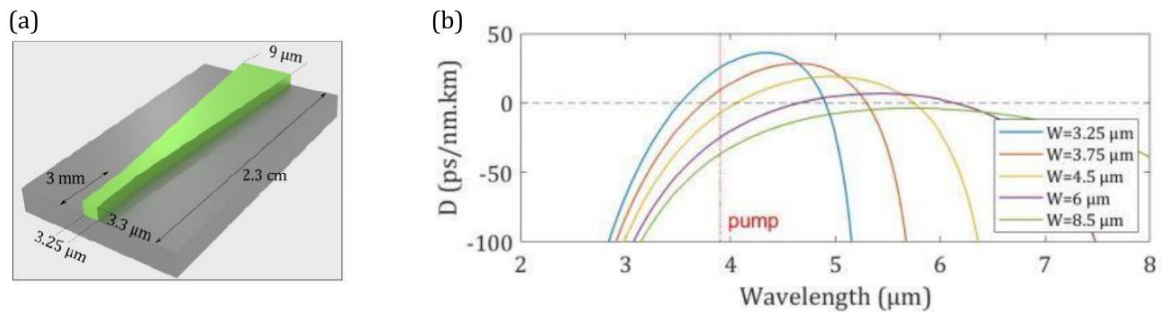 (a)
9 μm
3 mm
2.3 cm
3.3 μm
3.25 μm
(b)
50
0
-50
-100
D (ps/nm.km)
pump
W=3.25 μm
W=3.75 μm
W=4.5 μm
W=6 μm
W=8.5 μm
2 3 4 5 6 7 8
Wavelength (μm)